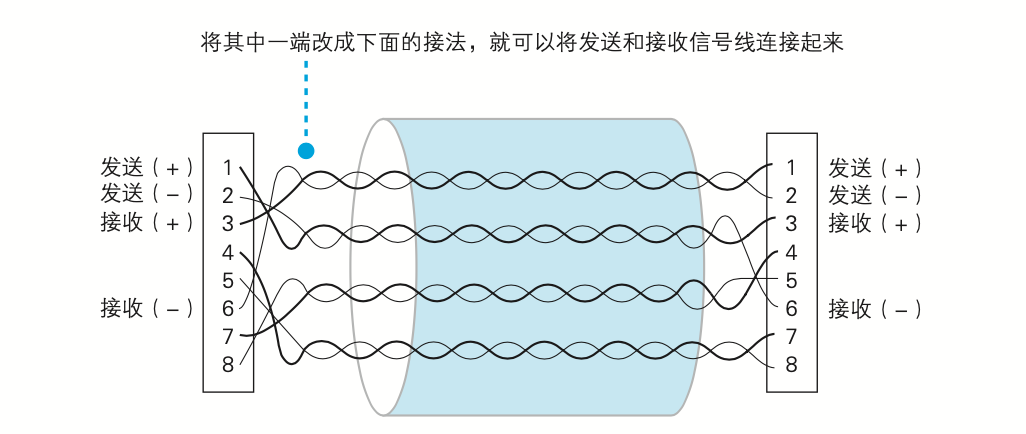 将其中一端改成下面的接法，就可以将发送和接收信号线连接起来
发送（+） 1 1 发送（+）
发送（-） 2 2 发送（-）
接收（+） 3 3 接收（+）
4 4
5 5
接收（-） 6 6 接收（-）
7 7
8 8